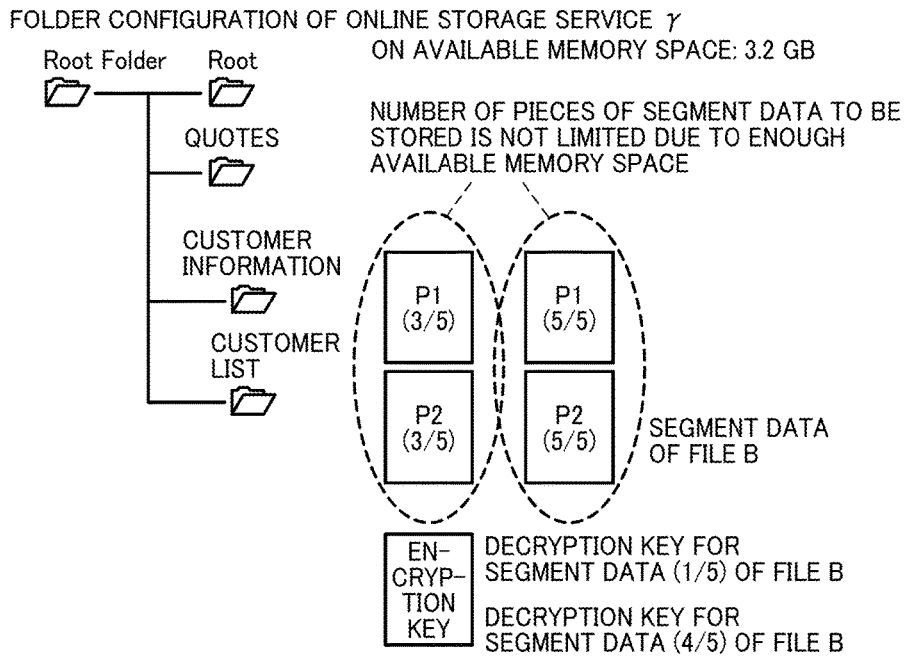 FOLDER CONFIGURATION OF ONLINE STORAGE SERVICE γ
ON AVAILABLE MEMORY SPACE: 3.2 GB
Root Folder
Root
QUOTES
CUSTOMER
INFORMATION
CUSTOMER
LIST
NUMBER OF PIECES OF SEGMENT DATA TO BE
STORED IS NOT LIMITED DUE TO ENOUGH
AVAILABLE MEMORY SPACE
P1
(3/5)
P1
(5/5)
P2
(3/5)
P2
(5/5)
SEGMENT DATA
OF FILE B
EN-
CRYP-
TION
KEY
DECRYPTION KEY FOR
SEGMENT DATA (1/5) OF FILE B
DECRYPTION KEY FOR
SEGMENT DATA (4/5) OF FILE B